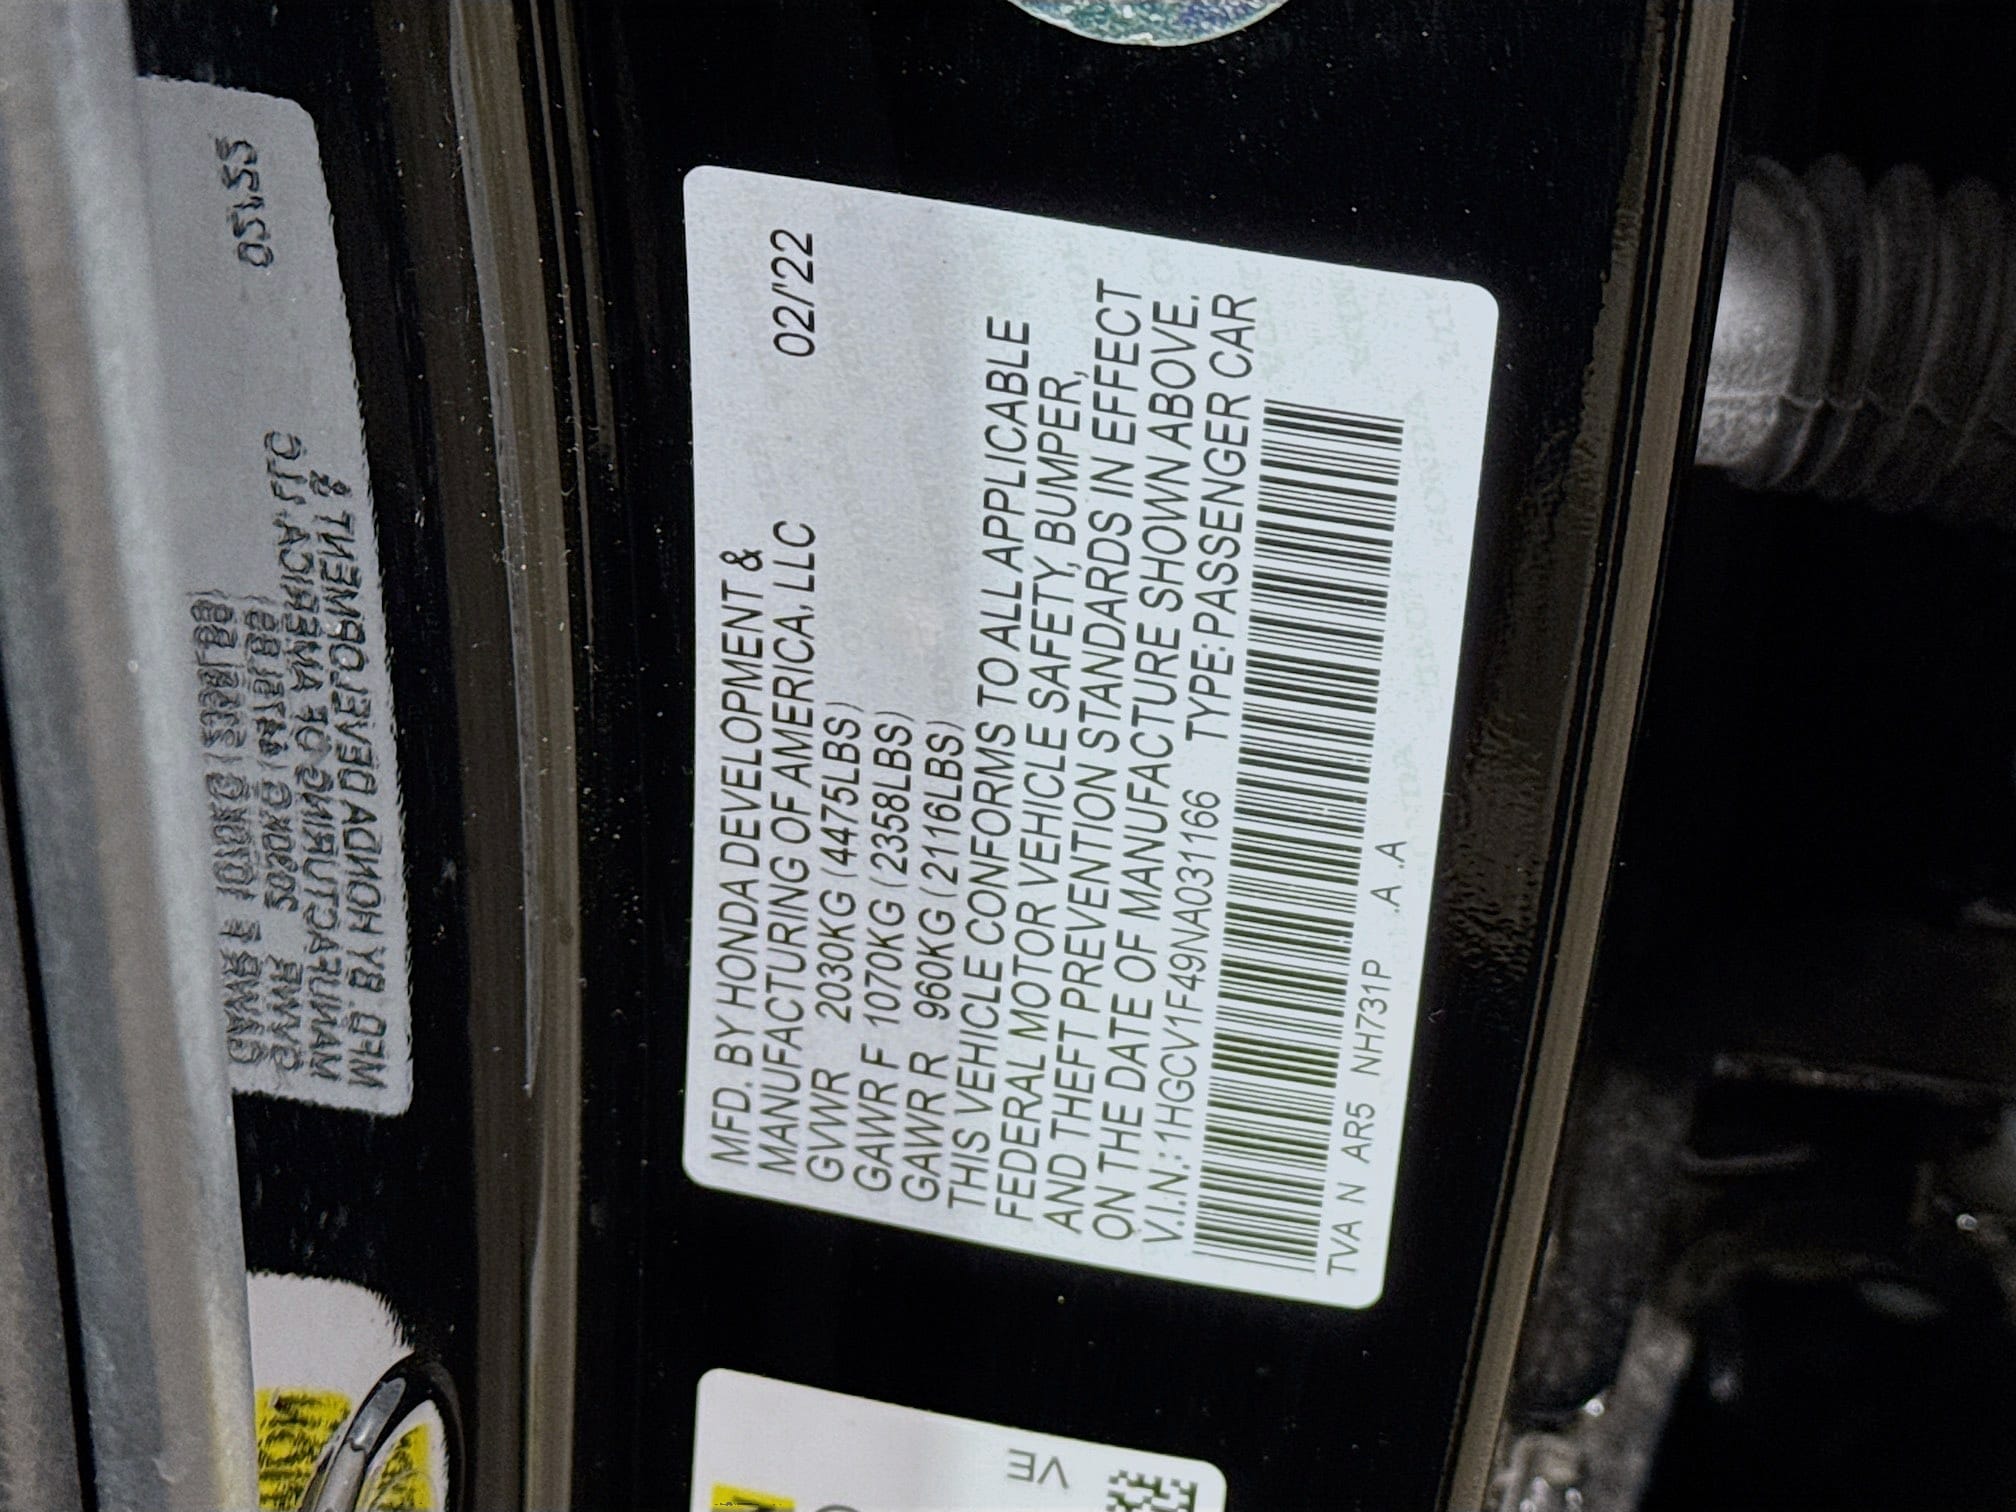 MFD. BY HONDA DEVELOPMENT &
MANUFACTURING OF AMERICA, LLC 02/'22
GVWR 2030KG (4475LBS)
GAWR F 1070KG (2358LBS)
GAWR R 960KG (2116LBS)
THIS VEHICLE CONFORMS TO ALL APPLICABLE
FEDERAL MOTOR VEHICLE SAFETY, BUMPER,
AND THEFT PREVENTION STANDARDS IN EFFECT
ON THE DATE OF MANUFACTURE SHOWN ABOVE.
V.I.N.: 1HGCV1F49NA031166 TYPE: PASSENGER CAR
TVA N AR5 NH731P .A .A
VE